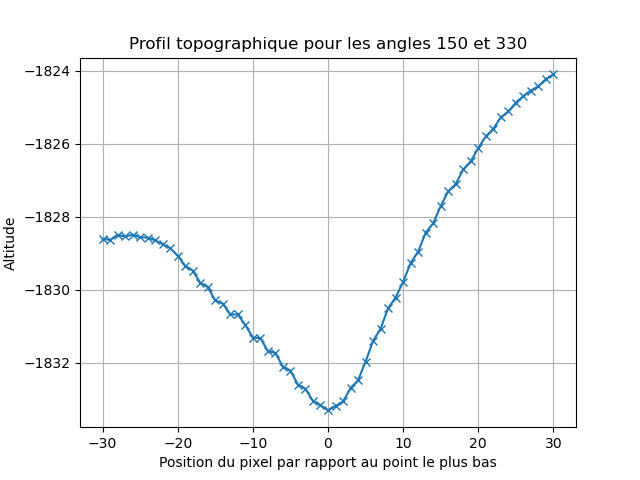 Profil topographique pour les angles 150 et 330
−1824
−1826
−1828
−1830
−1832
Altitude
−30 −20 −10 0 10 20 30
Position du pixel par rapport au point le plus bas